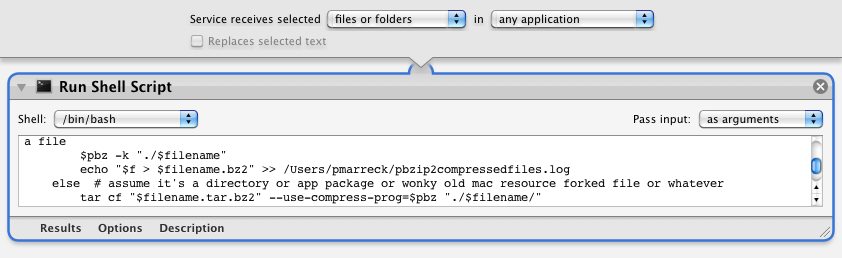 Service receives selected files or folders in any application
Replaces selected text
Run Shell Script
Shell: /bin/bash Pass input: as arguments
a file
$pbz -k "./$filename"
echo "$f > $filename.bz2" >> /Users/pmarreck/pbzip2compressedfiles.log
else # assume it's a directory or app package or wonky old mac resource forked file or whatever
tar cf "$filename.tar.bz2" --use-compress-prog=$pbz "./$filename/"
Results Options Description